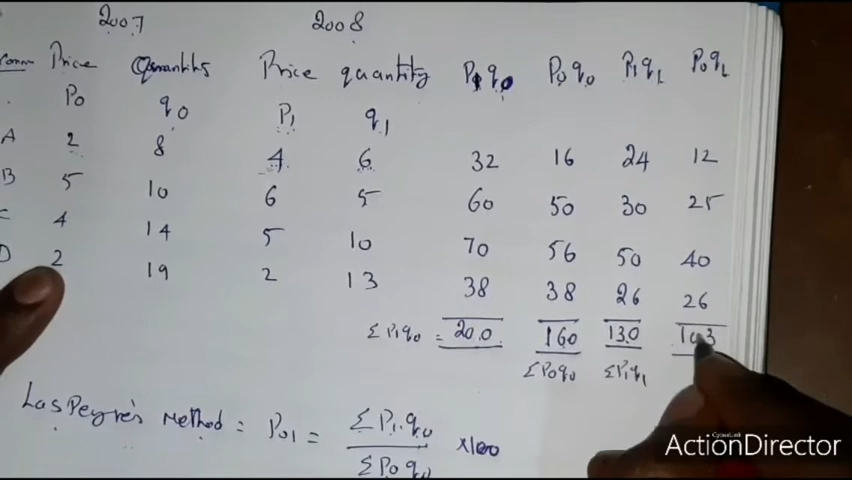 2007 2008
Comm Price Quantity Price quantity P1q0 P0q0 P1q1 P0q1
P0 q0 P1 q1
A 2 8 4 6 32 16 24 12
B 5 10 6 5 60 50 30 25
C 4 14 5 10 70 56 50 40
D 2 19 2 13 38 38 26 26
ΣP1q0 = 200 160 130 103
ΣP0q0 ΣP1q1
Laspeyre's method = P01 = ΣP1.q0 / ΣP0q0 ×100
ActionDirector